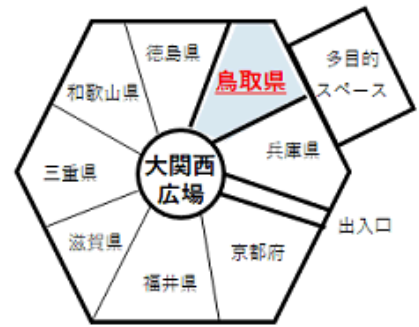 徳島県
鳥取県
多目的
スペース
和歌山県
兵庫県
三重県
大関西
広場
出入口
滋賀県
京都府
福井県